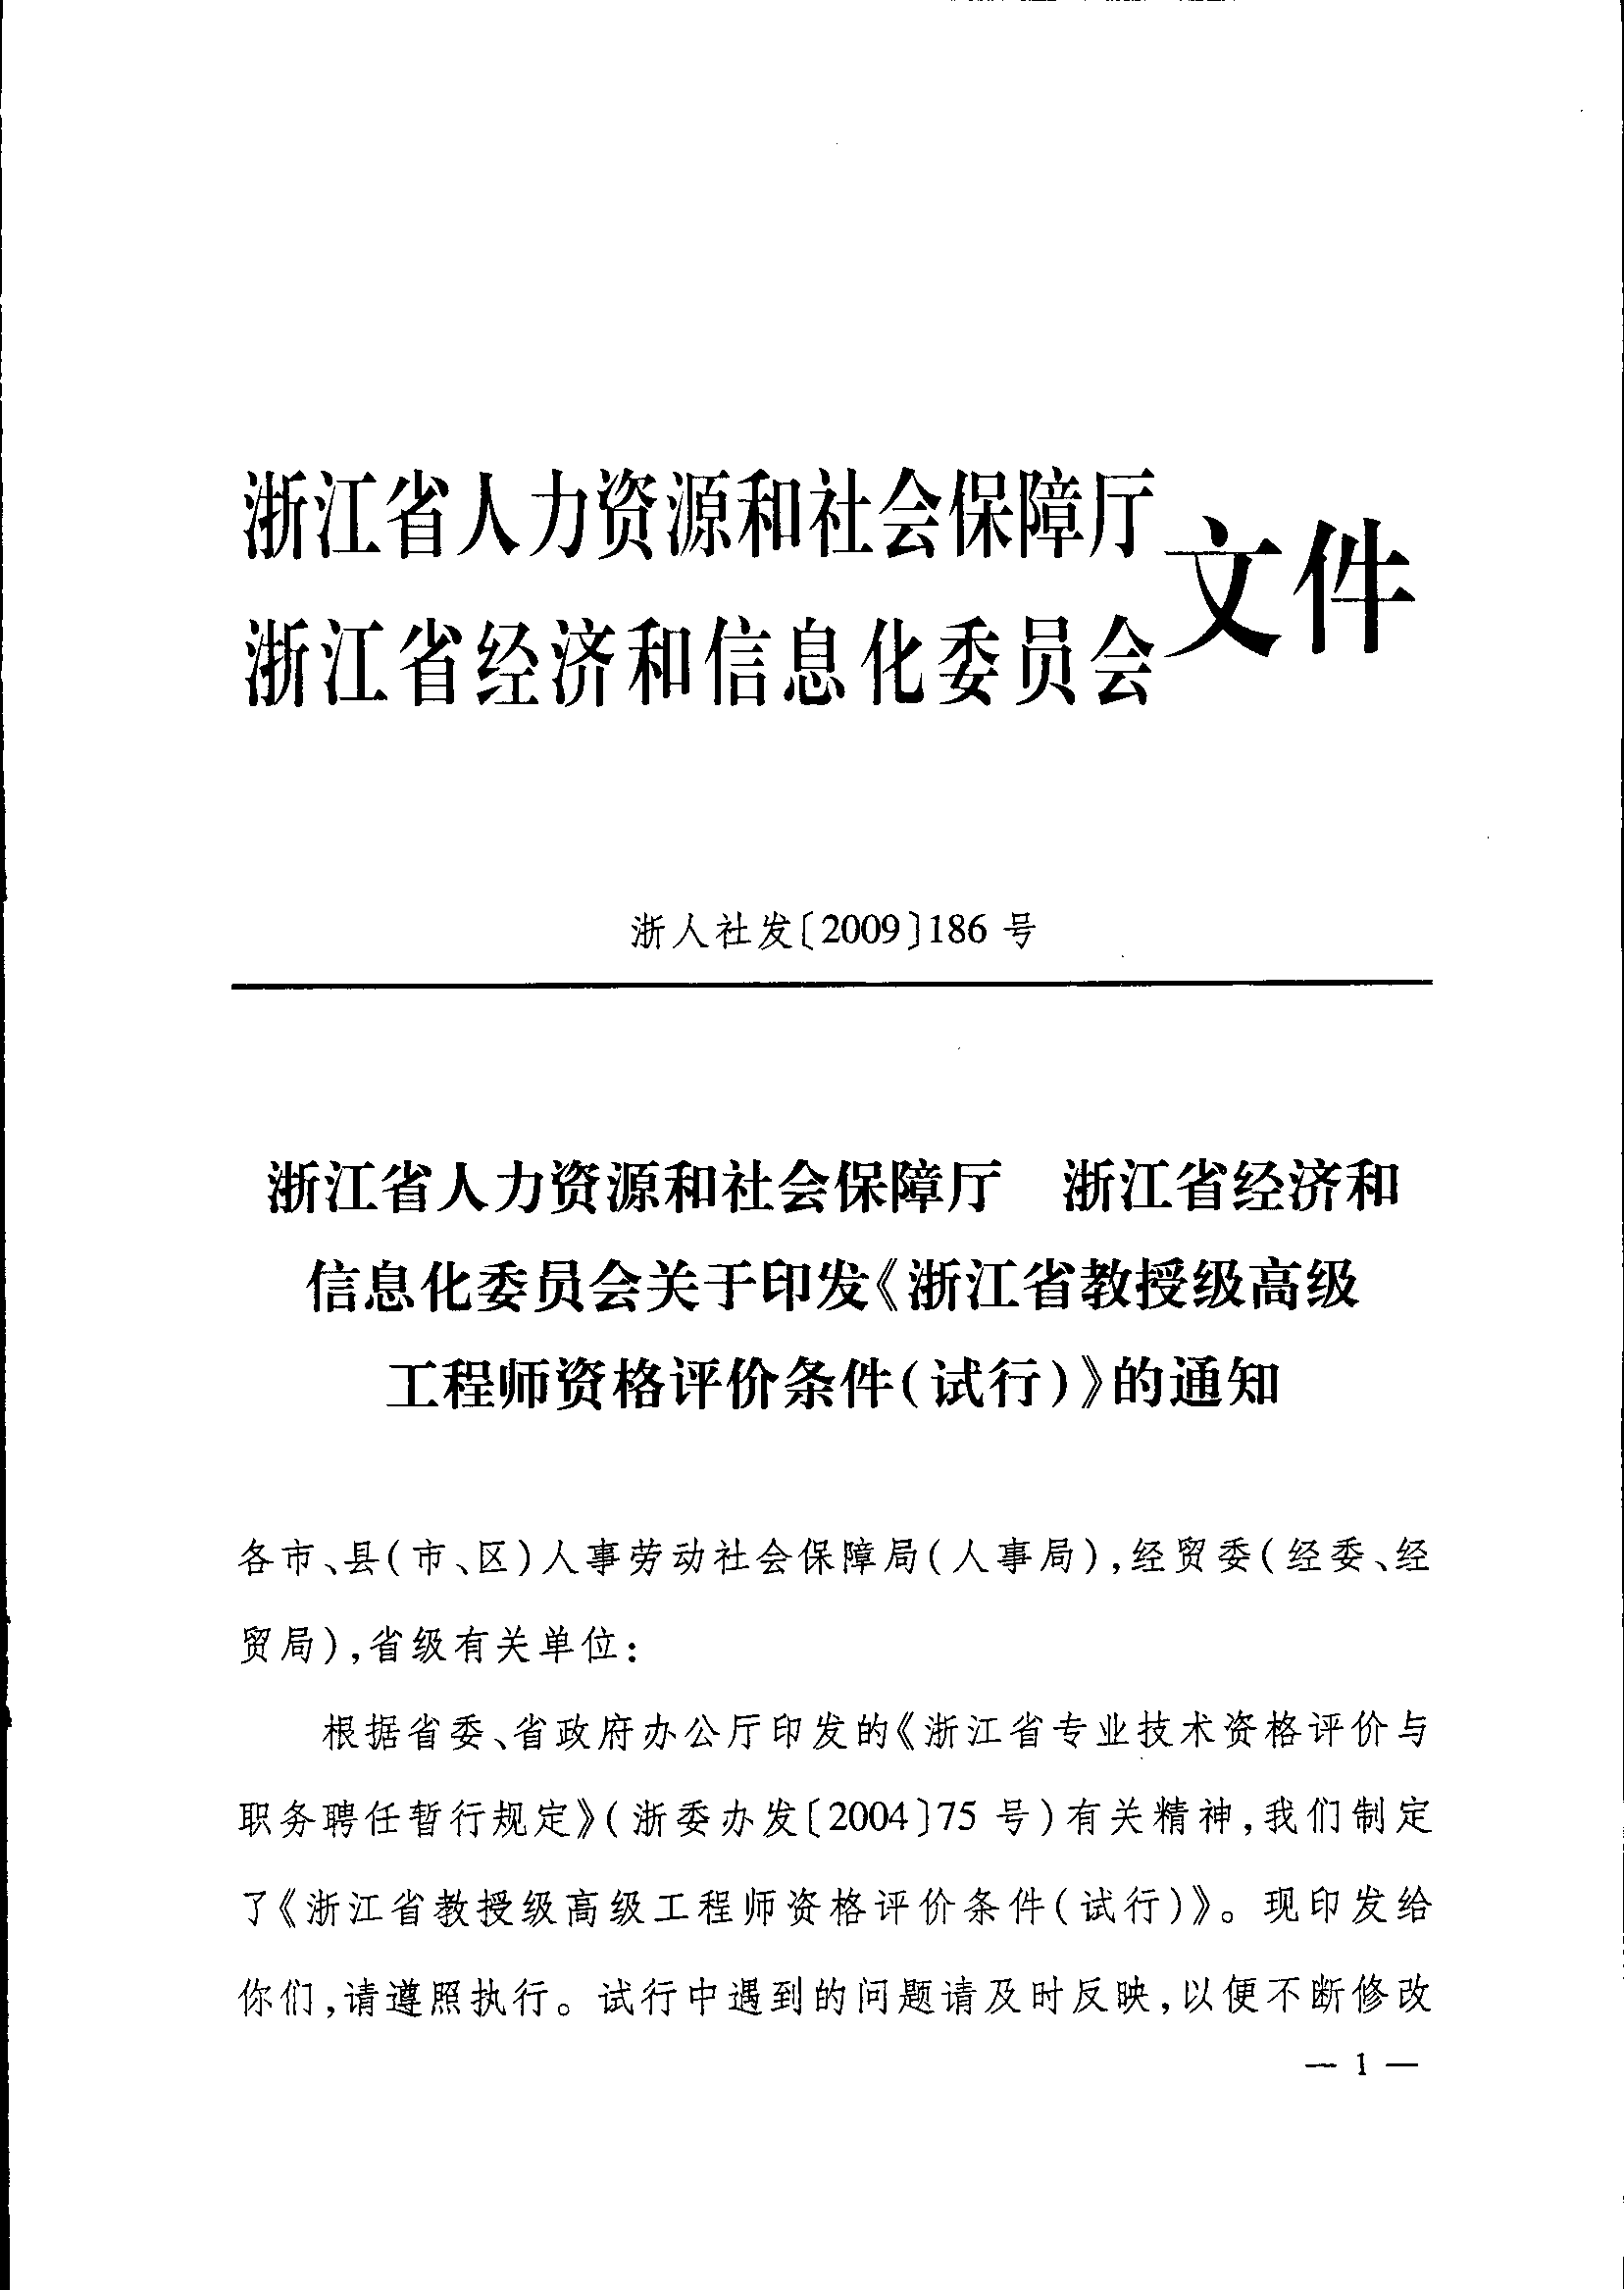 浙江省人力资源和社会保障厅
浙江省经济和信息化委员会
文件
浙人社发〔2009〕186 号
浙江省人力资源和社会保障厅 浙江省经济和
信息化委员会关于印发《浙江省教授级高级
工程师资格评价条件(试行)》的通知
各市、县(市、区)人事劳动社会保障局(人事局),经贸委(经委、经
贸局),省级有关单位:
根据省委、省政府办公厅印发的《浙江省专业技术资格评价与
职务聘任暂行规定》(浙委办发〔2004〕75 号)有关精神,我们制定
了《浙江省教授级高级工程师资格评价条件(试行)》。现印发给
你们,请遵照执行。试行中遇到的问题请及时反映,以便不断修改
— 1 —